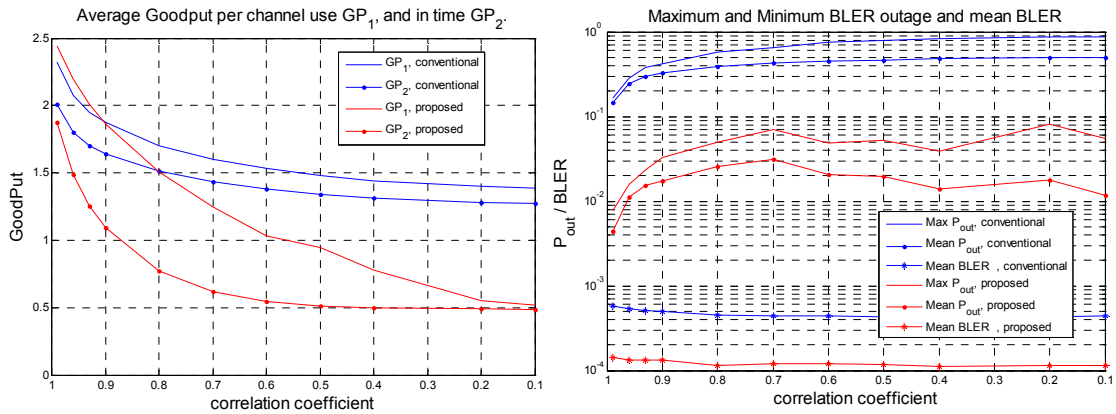 Average Goodput per channel use GP1, and in time GP2.
2.5
2
1.5
1
0.5
0
GoodPut
1
0.9
0.8
0.7
0.6
0.5
0.4
0.3
0.2
0.1
correlation coefficient
GP1, conventional
GP2, conventional
GP1, proposed
GP2, proposed
Maximum and Minimum BLER outage and mean BLER
10^0
10^-1
10^-2
10^-3
10^-4
Pout / BLER
1
0.9
0.8
0.7
0.6
0.5
0.4
0.3
0.2
0.1
correlation coefficient
Max Pout, conventional
Mean Pout, conventional
Mean BLER , conventional
Max Pout, proposed
Mean Pout, proposed
Mean BLER , proposed